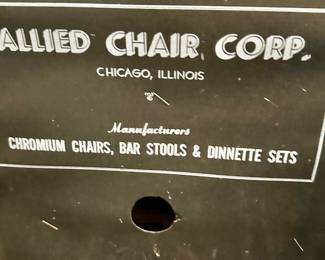 ALLIED CHAIR CORP.
CHICAGO, ILLINOIS
Manufacturers
CHROMIUM CHAIRS, BAR STOOLS & DINNETTE SETS